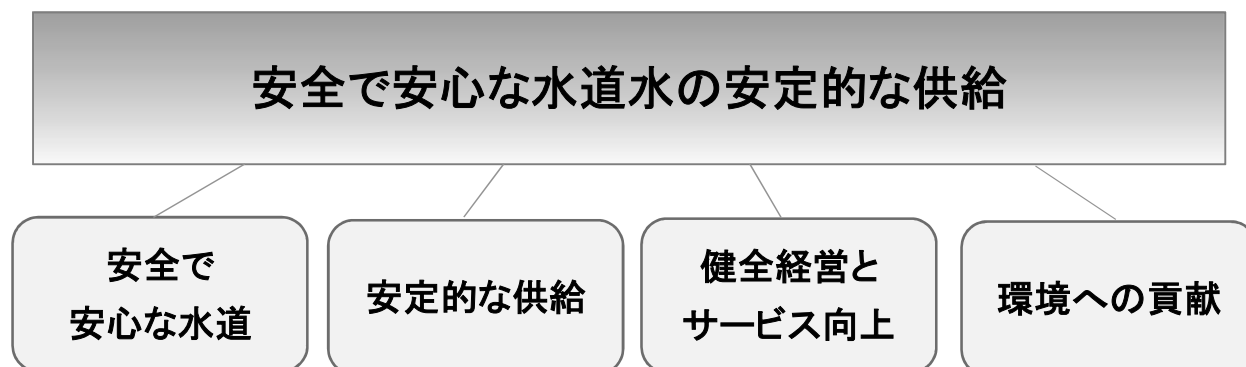 安全で安心な水道水の安定的な供給
安全で
安心な水道
安定的な供給
健全経営と
サービス向上
環境への貢献